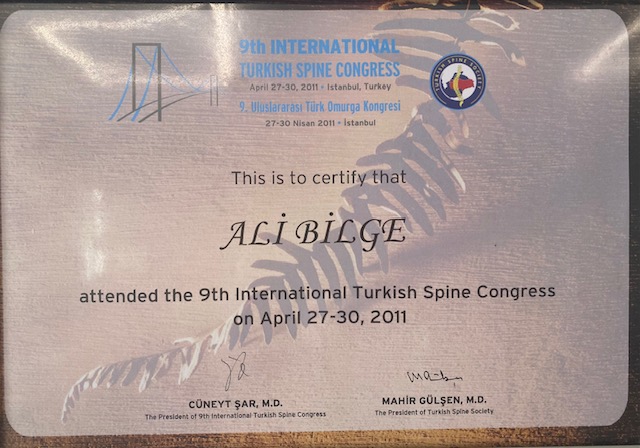 9th INTERNATIONAL
TURKISH SPINE CONGRESS
April 27-30, 2011 • Istanbul, Turkey
9. Uluslararası Türk Omurga Kongresi
27-30 Nisan 2011 • İstanbul
TURKISH SPINE SOCIETY
This is to certify that
ALİ BİLGE
attended the 9th International Turkish Spine Congress
on April 27-30, 2011
CÜNEYT ŞAR, M.D.
The President of 9th International Turkish Spine Congress
MAHİR GÜLŞEN, M.D.
The President of Turkish Spine Society